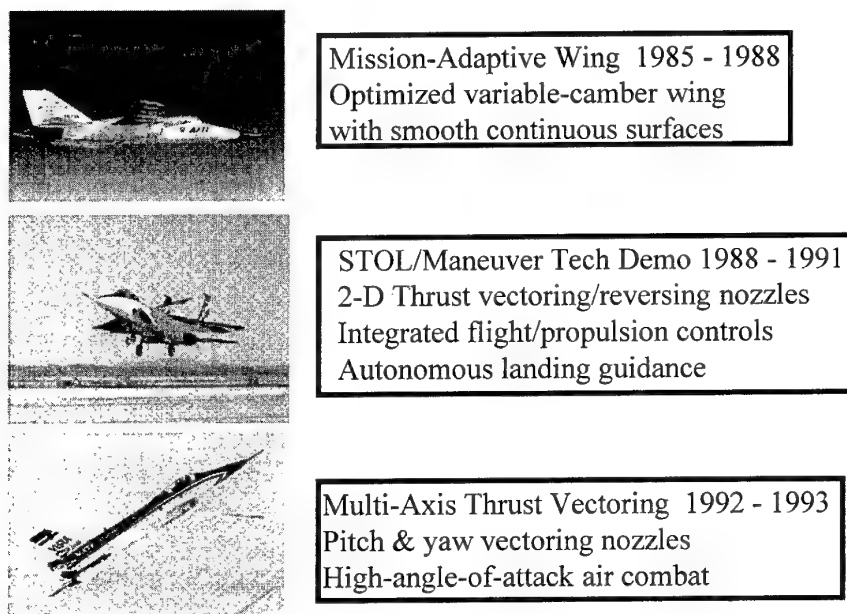 Mission-Adaptive Wing 1985 - 1988
Optimized variable-camber wing
with smooth continuous surfaces
STOL/Maneuver Tech Demo 1988 - 1991
2-D Thrust vectoring/reversing nozzles
Integrated flight/propulsion controls
Autonomous landing guidance
Multi-Axis Thrust Vectoring 1992 - 1993
Pitch & yaw vectoring nozzles
High-angle-of-attack air combat